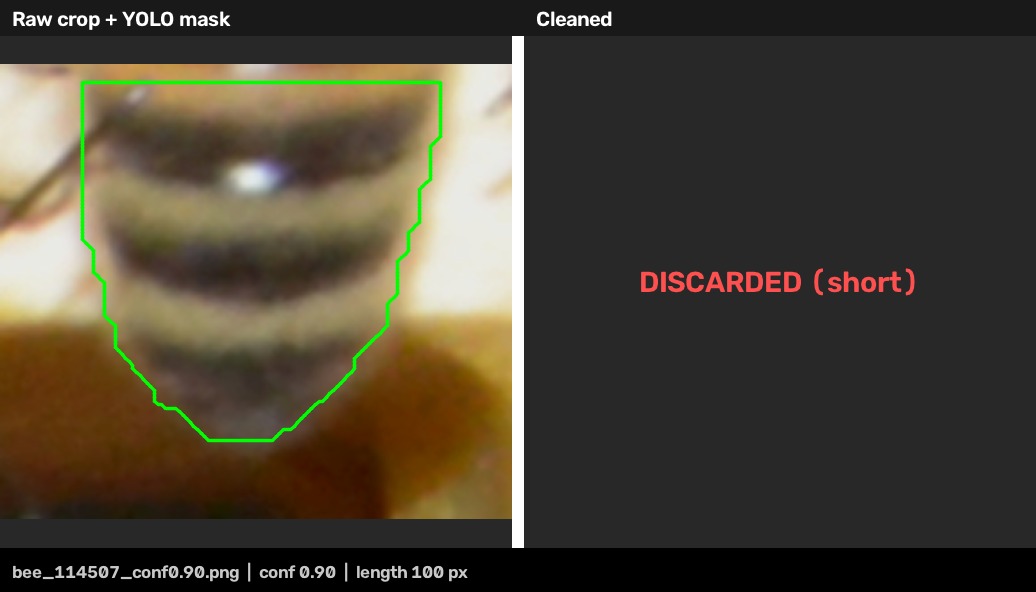 Raw crop + YOLO mask
Cleaned
DISCARDED (short)
bee_114507_conf0.90.png | conf 0.90 | length 100 px